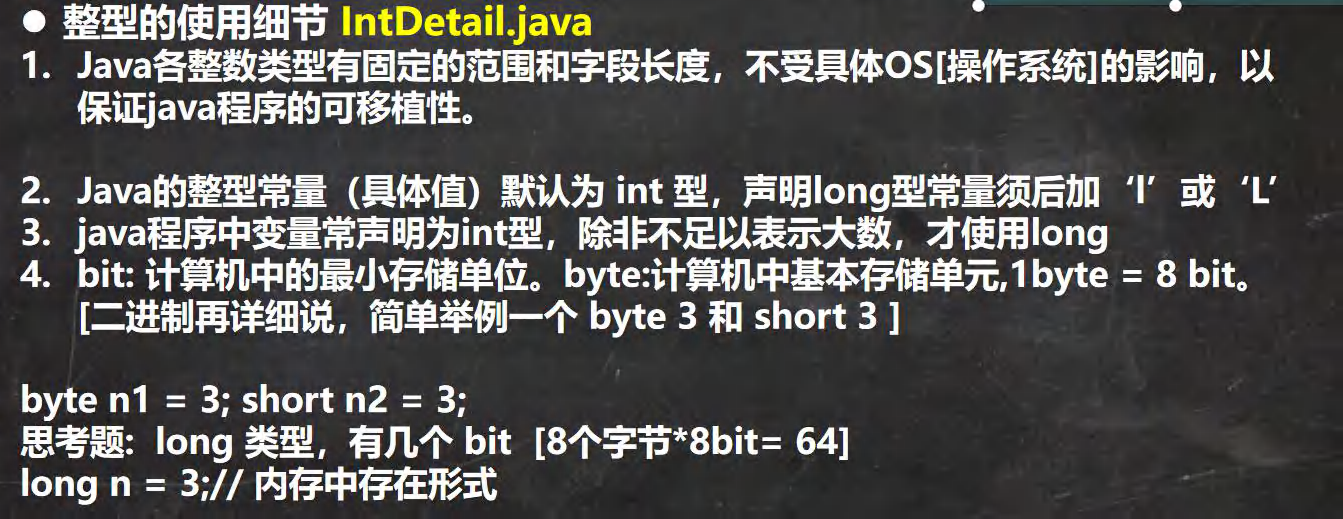 ● 整型的使用细节 IntDetail.java
1. Java各整数类型有固定的范围和字段长度，不受具体OS[操作系统]的影响，以
保证java程序的可移植性。
2. Java的整型常量（具体值）默认为 int 型，声明long型常量须后加‘l’或‘L’
3. java程序中变量常声明为int型，除非不足以表示大数，才使用long
4. bit: 计算机中的最小存储单位。byte:计算机中基本存储单元,1byte = 8 bit。
[二进制再详细说，简单举例一个 byte 3 和 short 3 ]
byte n1 = 3; short n2 = 3;
思考题: long 类型，有几个 bit [8个字节*8bit= 64]
long n = 3;// 内存中存在形式